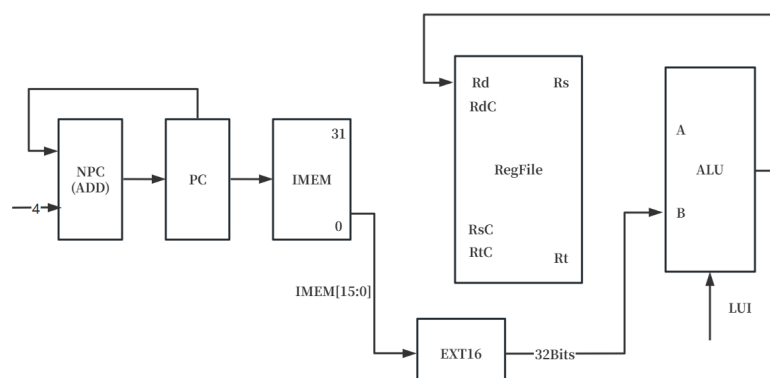 Rd
Rs
RdC
RegFile
RsC
RtC
Rt
A
ALU
B
LUI
31
NPC
(ADD)
PC
IMEM
4
0
IMEM[15:0]
EXT16
32Bits